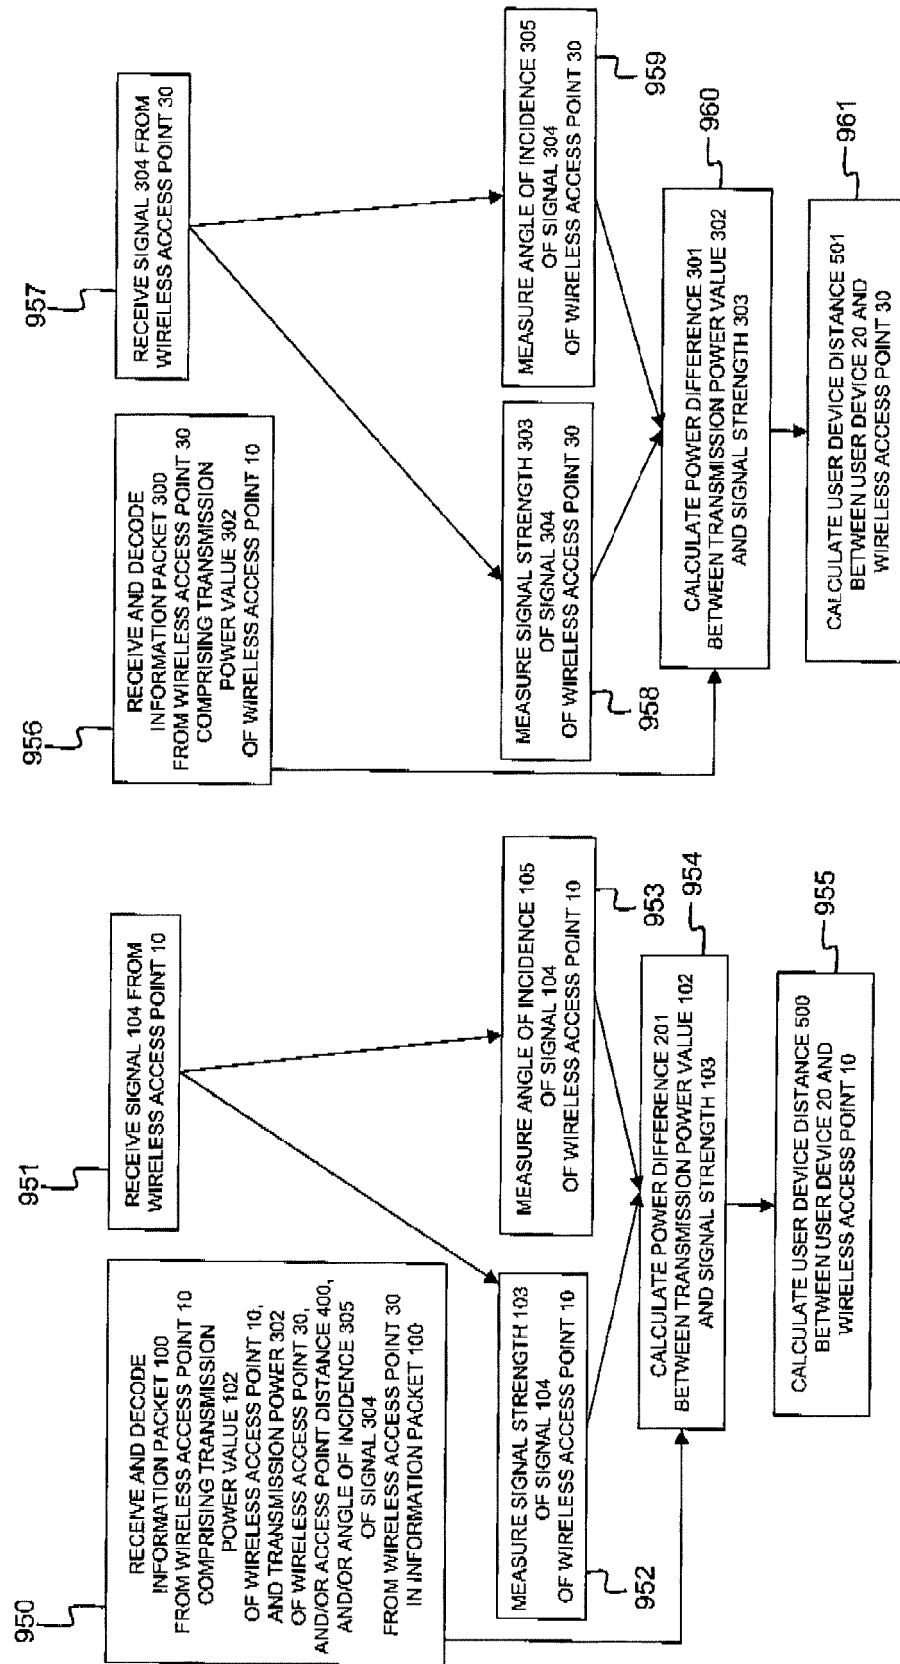 950
RECEIVE AND DECODE
INFORMATION PACKET 100
FROM WIRELESS ACCESS POINT 10
COMPRISING TRANSMISSION
POWER VALUE 102
OF WIRELESS ACCESS POINT 10,
AND TRANSMISSION POWER 302
OF WIRELESS ACCESS POINT 30,
AND/OR ACCESS POINT DISTANCE 400,
AND/OR ANGLE OF INCIDENCE 305
OF SIGNAL 304
FROM WIRELESS ACCESS POINT 30
IN INFORMATION PACKET 100
951
RECEIVE SIGNAL 104 FROM
WIRELESS ACCESS POINT 10
MEASURE SIGNAL STRENGTH 103
OF SIGNAL 104
OF WIRELESS ACCESS POINT 10
952
MEASURE ANGLE OF INCIDENCE 105
OF SIGNAL 104
OF WIRELESS ACCESS POINT 10
953
954
CALCULATE POWER DIFFERENCE 201
BETWEEN TRANSMISSION POWER VALUE 102
AND SIGNAL STRENGTH 103
955
CALCULATE USER DEVICE DISTANCE 500
BETWEEN USER DEVICE 20 AND
WIRELESS ACCESS POINT 10
956
RECEIVE AND DECODE
INFORMATION PACKET 300
FROM WIRELESS ACCESS POINT 30
COMPRISING TRANSMISSION
POWER VALUE 302
OF WIRELESS ACCESS POINT 10
957
RECEIVE SIGNAL 304 FROM
WIRELESS ACCESS POINT 30
MEASURE SIGNAL STRENGTH 303
OF SIGNAL 304
OF WIRELESS ACCESS POINT 30
958
MEASURE ANGLE OF INCIDENCE 305
OF SIGNAL 304
OF WIRELESS ACCESS POINT 30
959
960
CALCULATE POWER DIFFERENCE 301
BETWEEN TRANSMISSION POWER VALUE 302
AND SIGNAL STRENGTH 303
961
CALCULATE USER DEVICE DISTANCE 501
BETWEEN USER DEVICE 20 AND
WIRELESS ACCESS POINT 30